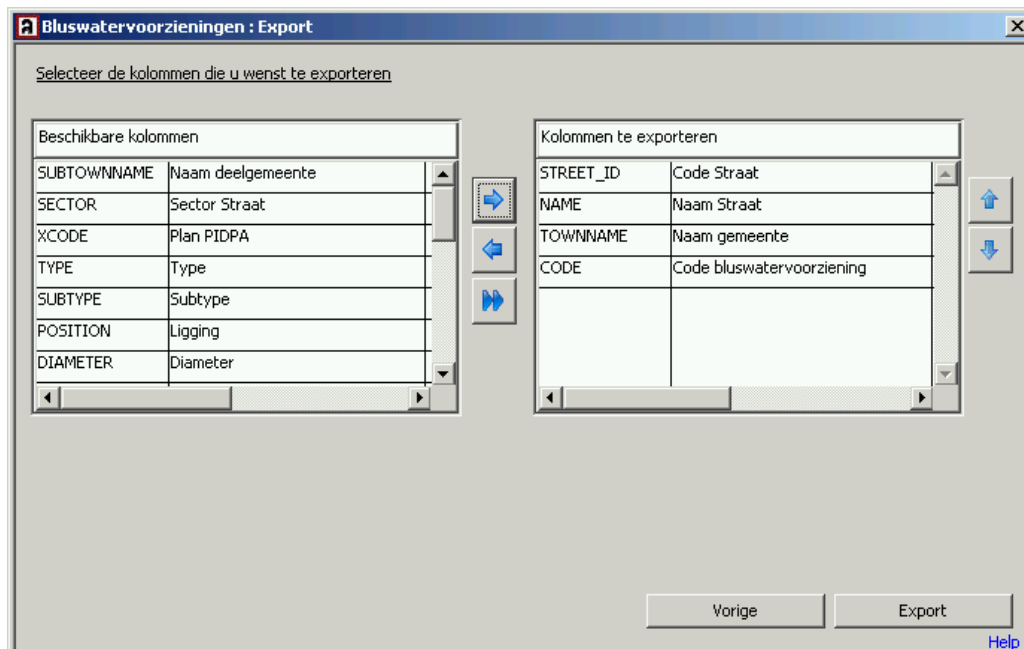 Bluswatervoorzieningen : Export
Selecteer de kolommen die u wenst te exporteren
Beschikbare kolommen
SUBTOWNNAME Naam deelgemeente
SECTOR Sector Straat
XCODE Plan PIDPA
TYPE Type
SUBTYPE Subtype
POSITION Ligging
DIAMETER Diameter
Kolommen te exporteren
STREET_ID Code Straat
NAME Naam Straat
TOWNNAME Naam gemeente
CODE Code bluswatervoorziening
Vorige Export
Help